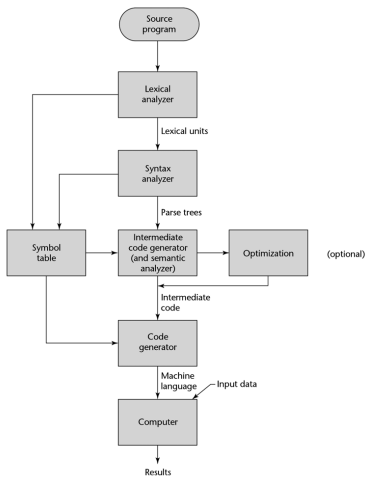 Source
program
Lexical
analyzer
Lexical units
Syntax
analyzer
Parse trees
Symbol
table
Intermediate
code generator
(and semantic
analyzer)
Optimization
(optional)
Intermediate
code
Code
generator
Machine
language
Input data
Computer
Results